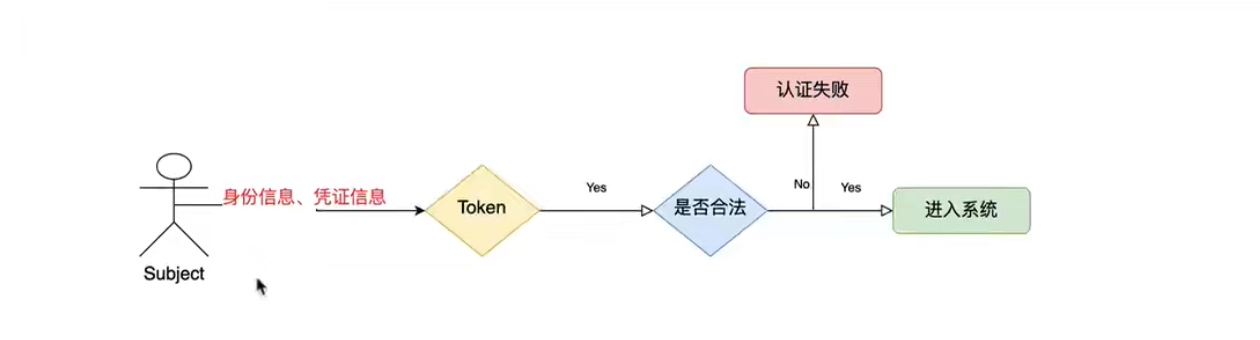 认证失败
身份信息、凭证信息
Yes
No
Yes
Token
是否合法
进入系统
Subject